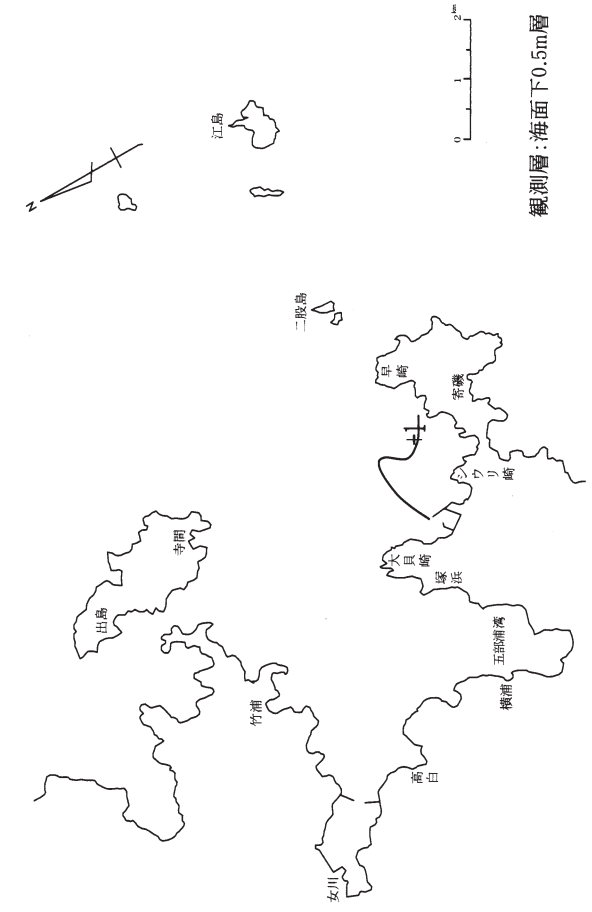 N
江島
二股島
早崎
寄磯
+1
シウリ崎
寺間
出島
大貝崎
塚浜
五部浦湾
横浦
竹浦
高白
女川
0 1 2km
観測層:海面下0.5m層